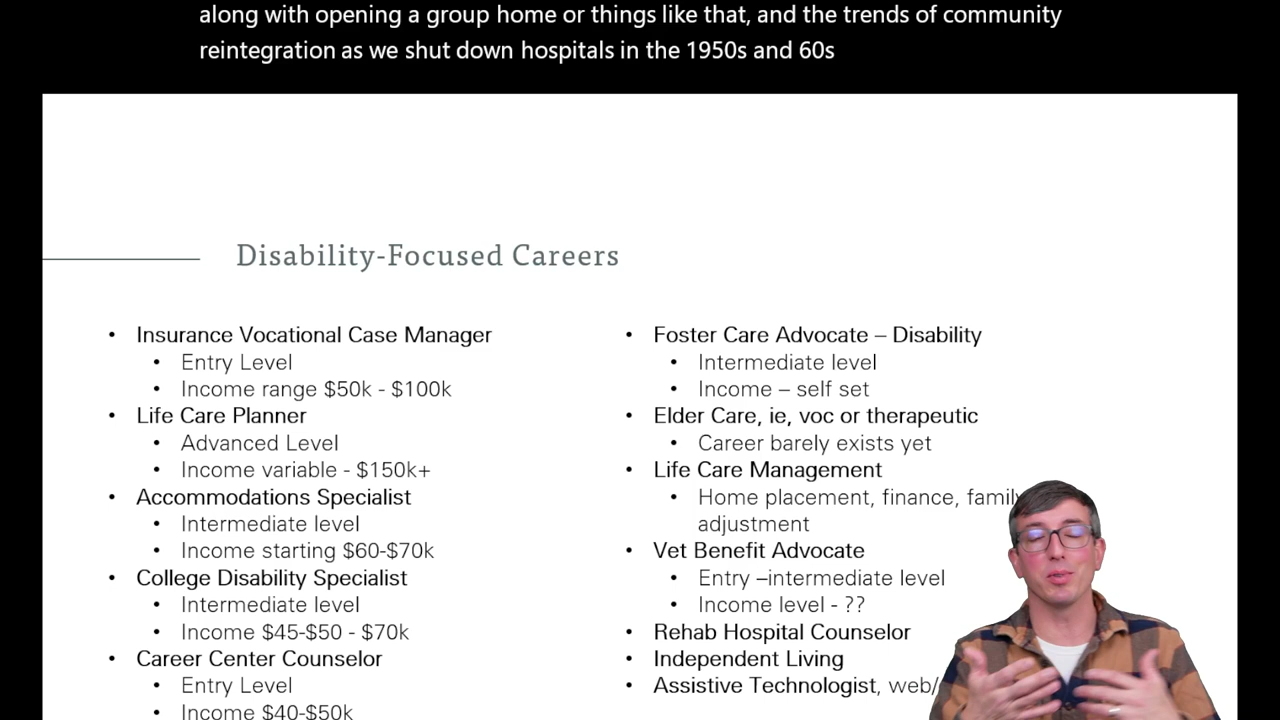 along with opening a group home or things like that, and the trends of community
reintegration as we shut down hospitals in the 1950s and 60s
Disability-Focused Careers
• Insurance Vocational Case Manager
• Entry Level
• Income range $50k - $100k
• Life Care Planner
• Advanced Level
• Income variable - $150k+
• Accommodations Specialist
• Intermediate level
• Income starting $60-$70k
• College Disability Specialist
• Intermediate level
• Income $45-$50 - $70k
• Career Center Counselor
• Entry Level
• Income $40-$50k
• Foster Care Advocate – Disability
• Intermediate level
• Income – self set
• Elder Care, ie, voc or therapeutic
• Career barely exists yet
• Life Care Management
• Home placement, finance, family
adjustment
• Vet Benefit Advocate
• Entry –intermediate level
• Income level - ??
• Rehab Hospital Counselor
• Independent Living
• Assistive Technologist, web/